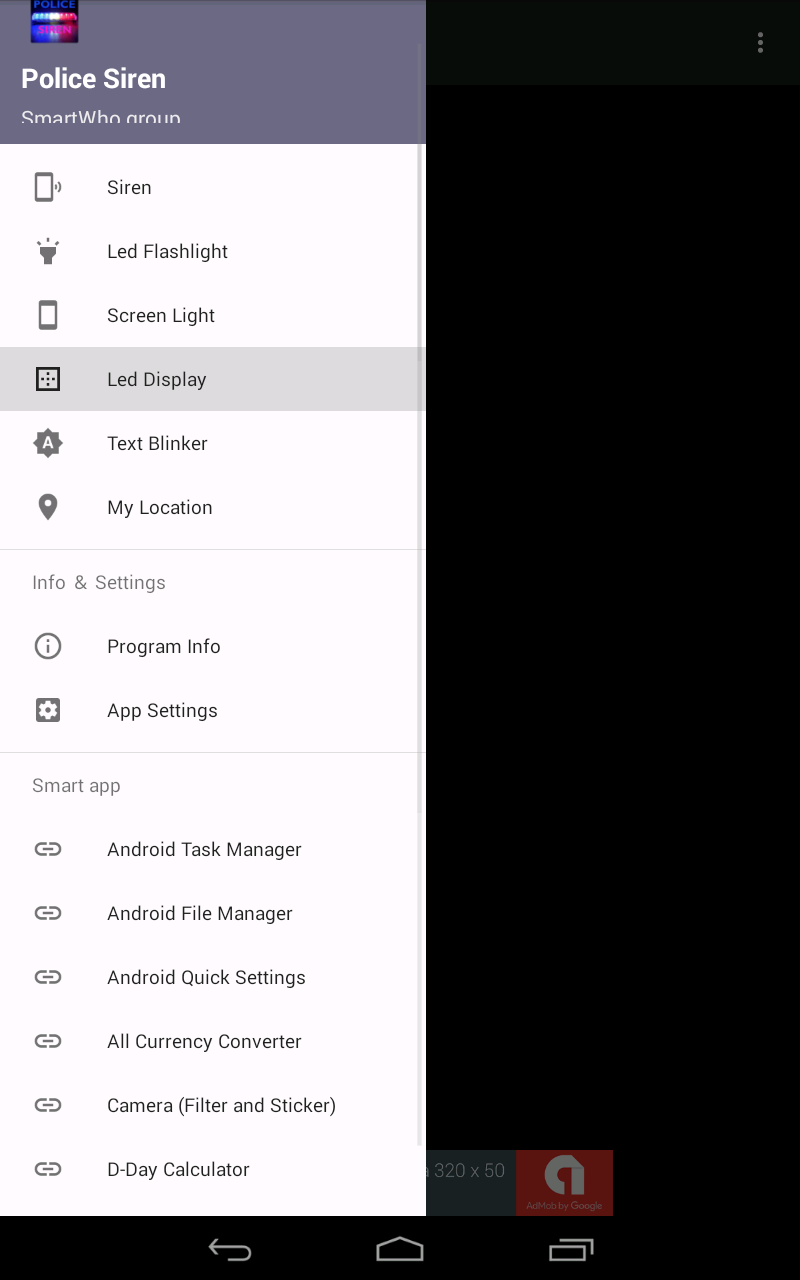 POLICE
SIREN
Police Siren
SmartWho group
Siren
Led Flashlight
Screen Light
Led Display
A
Text Blinker
My Location
Info & Settings
Program Info
App Settings
Smart app
Android Task Manager
Android File Manager
Android Quick Settings
All Currency Converter
Camera (Filter and Sticker)
D-Day Calculator
a 320 x 50
AdMob by Google